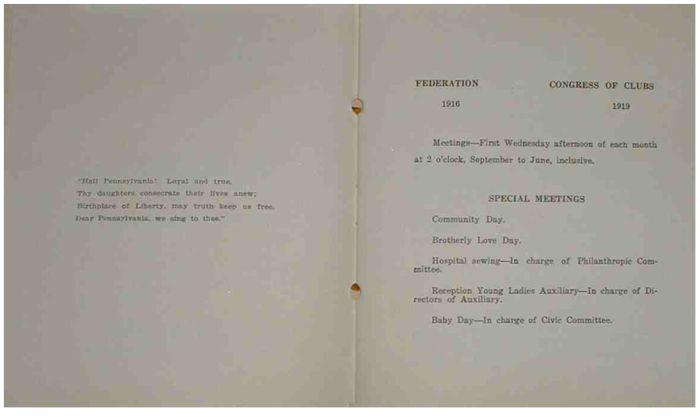 "Hail Pennsylvania! Loyal and true,
Thy daughters consecrate their lives anew;
Birthplace of Liberty, may truth keep us free,
Dear Pennsylvania, we sing to thee."
FEDERATION CONGRESS OF CLUBS
1916 1919
Meetings—First Wednesday afternoon of each month
at 2 o'clock, September to June, inclusive.
SPECIAL MEETINGS
Community Day.
Brotherly Love Day.
Hospital sewing—In charge of Philanthropic Com-
mittee.
Reception Young Ladies Auxiliary—In charge of Di-
rectors of Auxiliary.
Baby Day—In charge of Civic Committee.